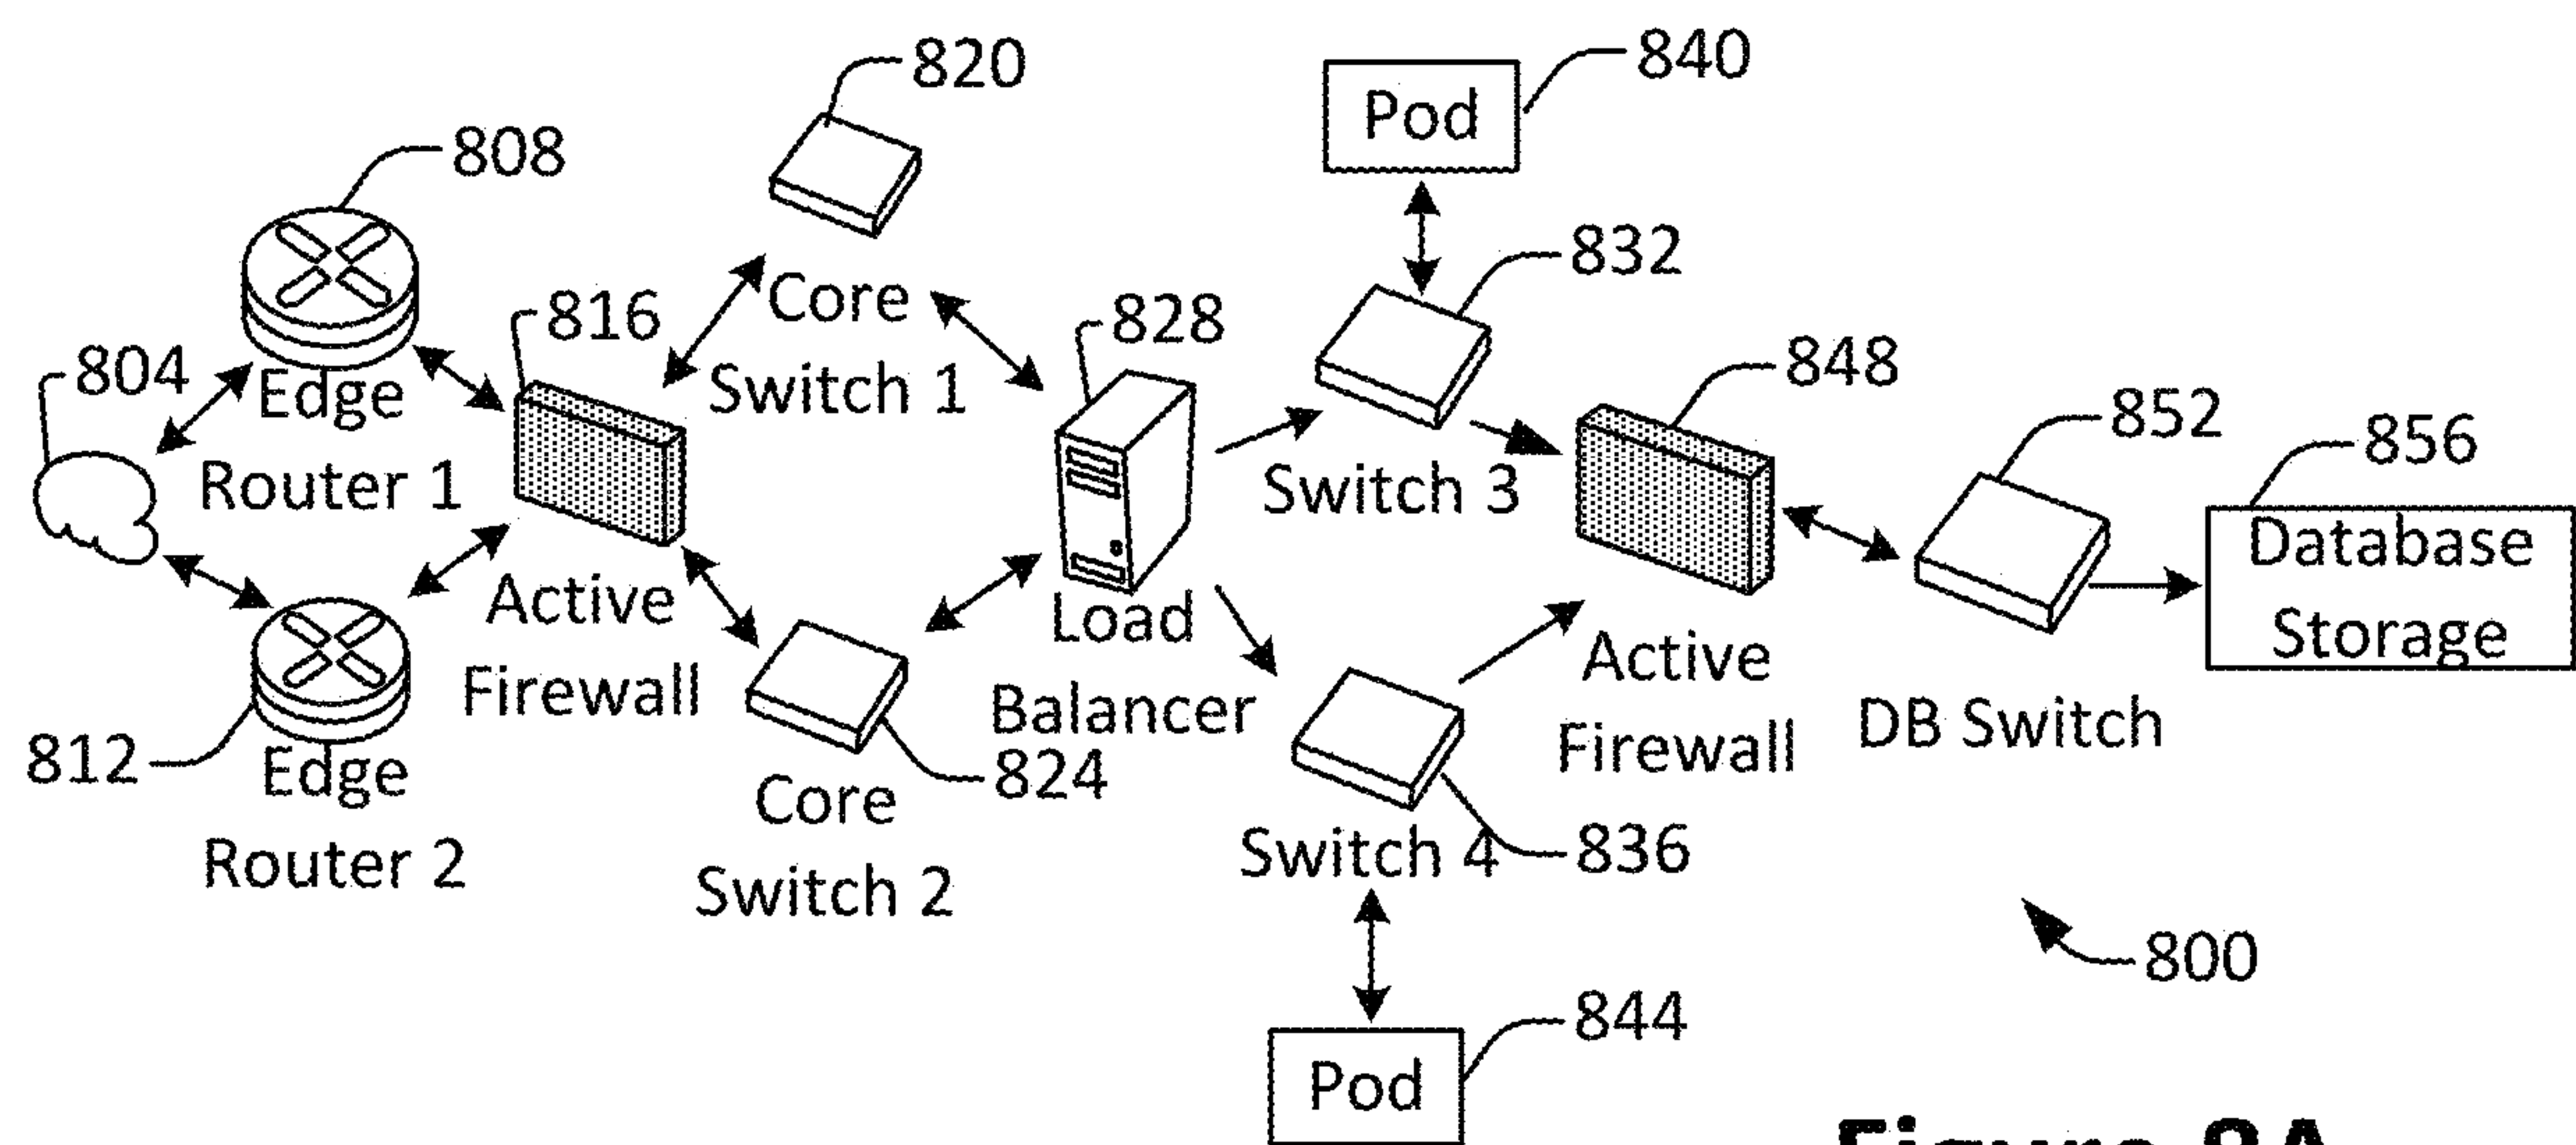 820
840
Pod
808
832
816
Core
Switch 1
828
804
Edge
Router 1
848
852
856
Switch 3
Database
Storage
Active
Firewall
Load
Balancer
Active
Firewall
DB Switch
812
Edge
Router 2
824
Core
Switch 2
Switch 4
836
800
844
Pod
Figure 8A